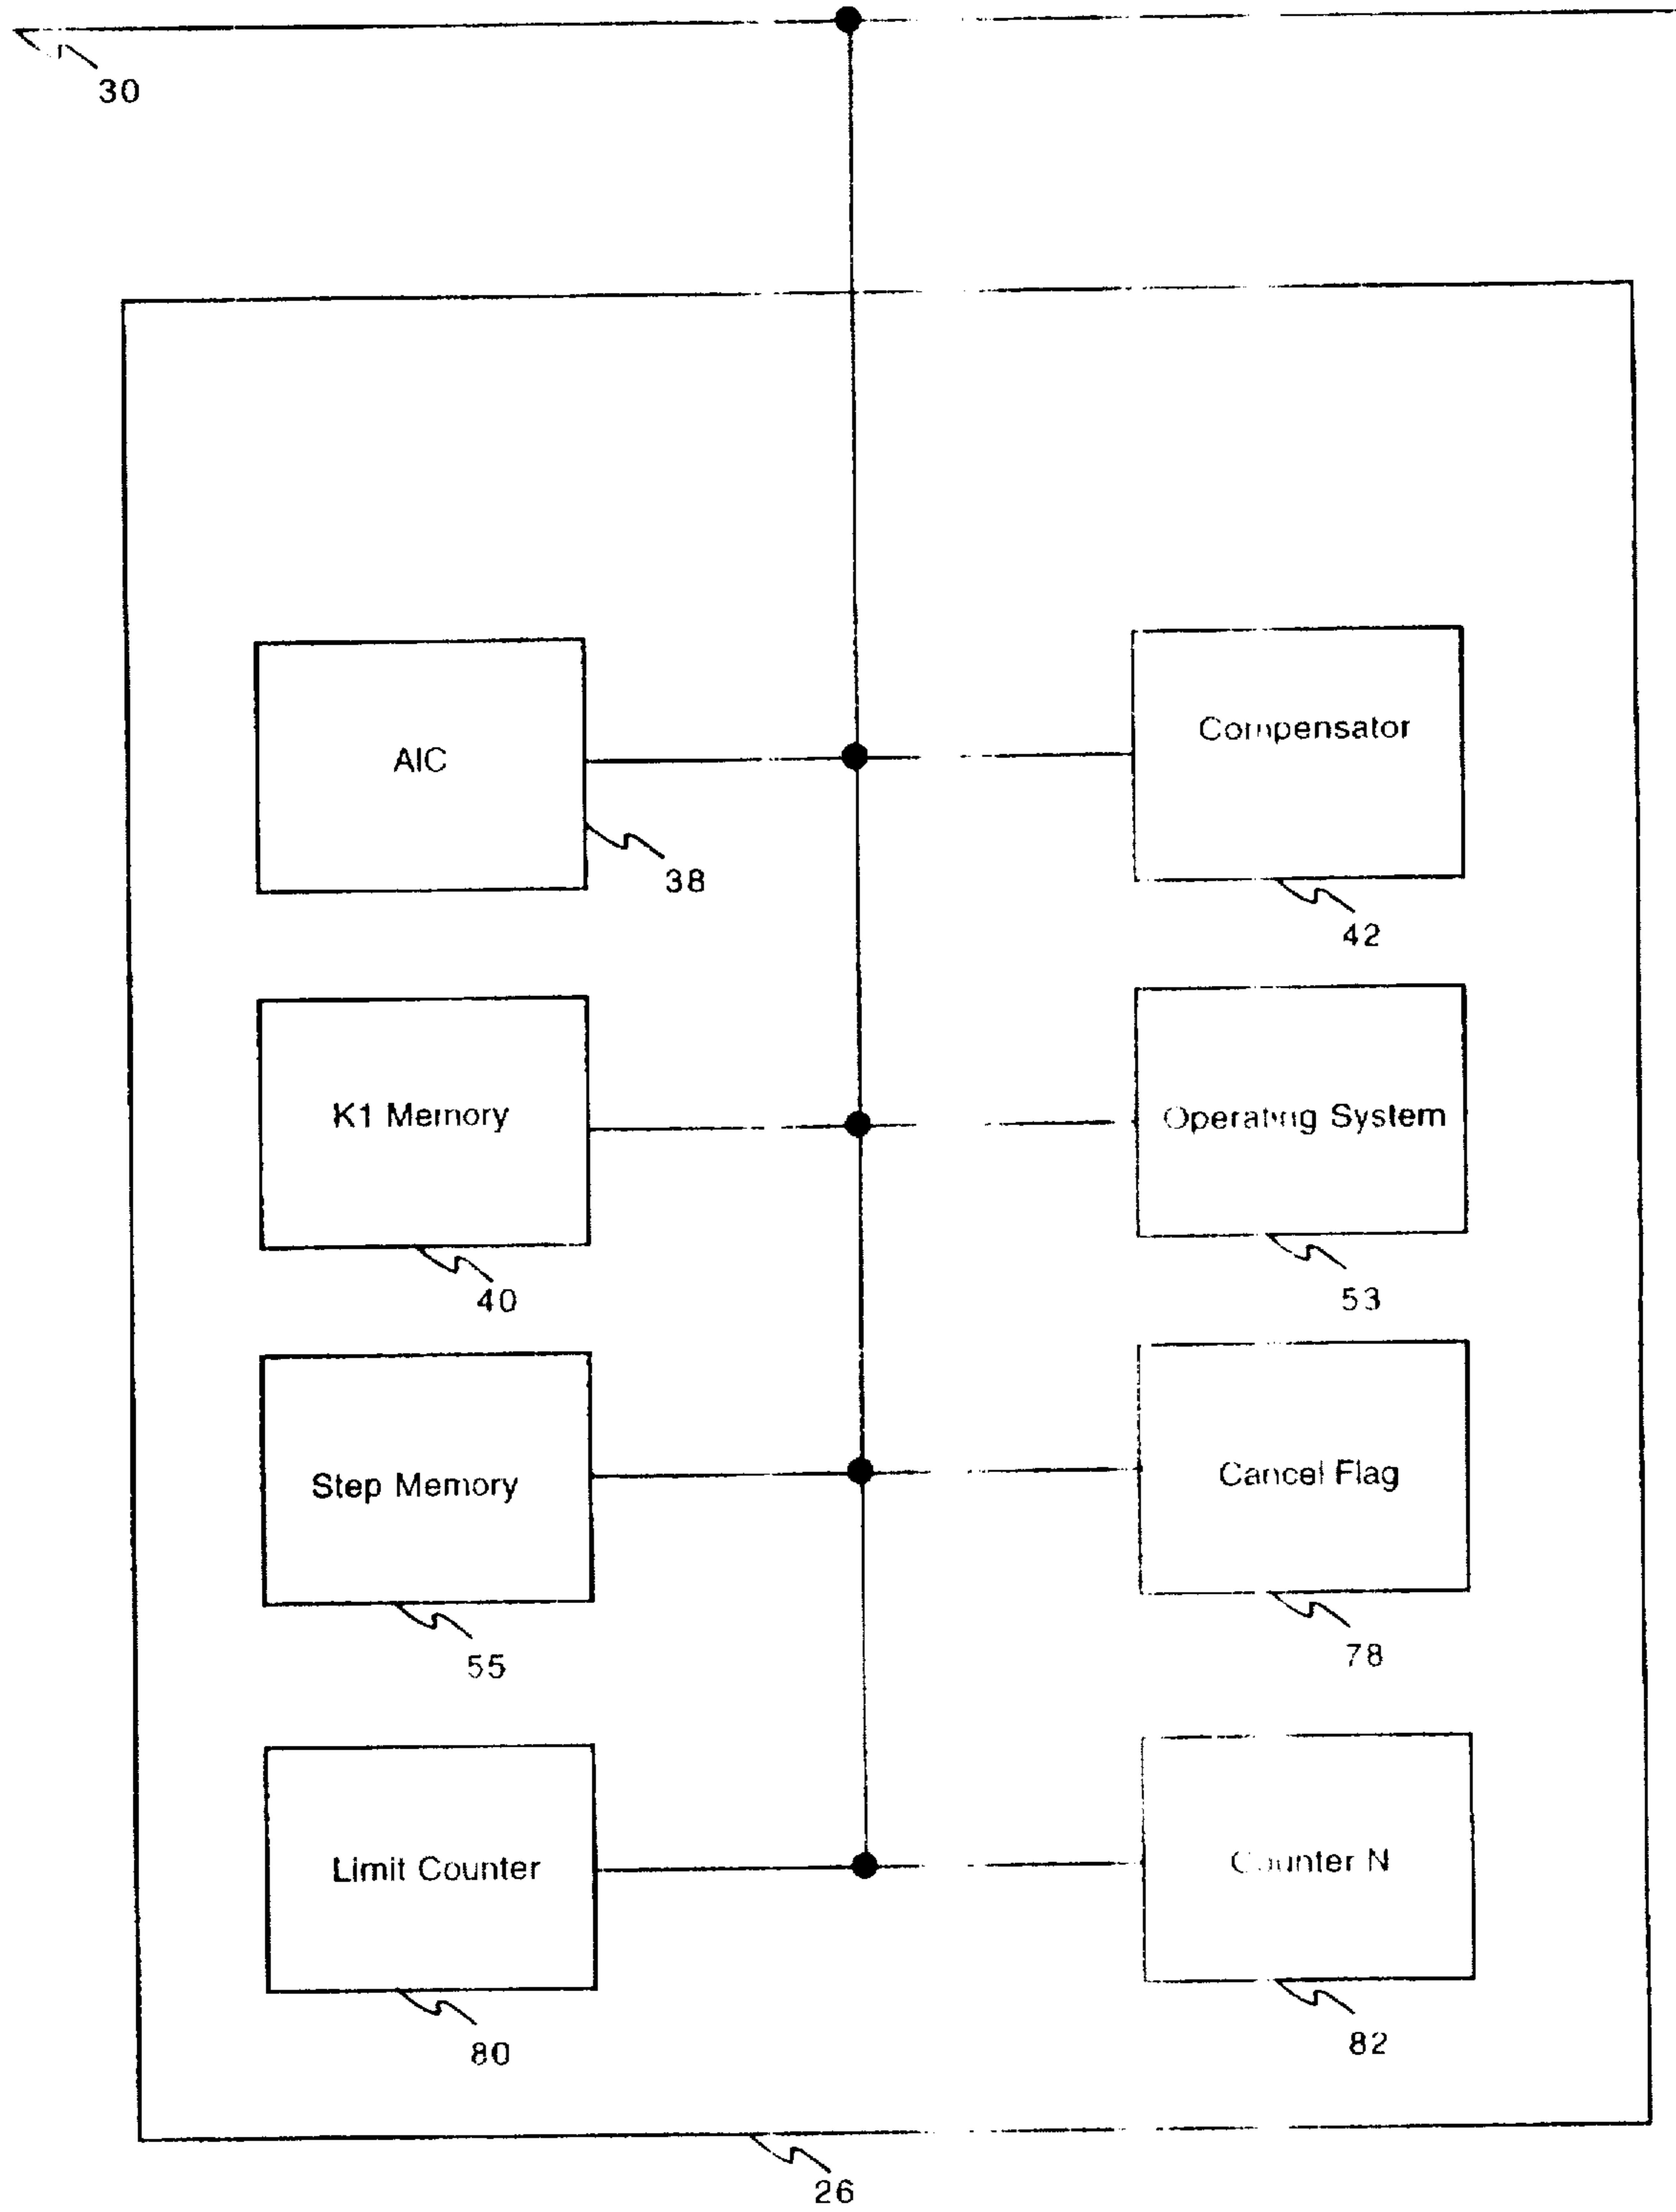 30
AIC
38
Compensator
42
K1 Memory
40
Operating System
53
Step Memory
55
Cancel Flag
78
Limit Counter
80
Counter N
82
26